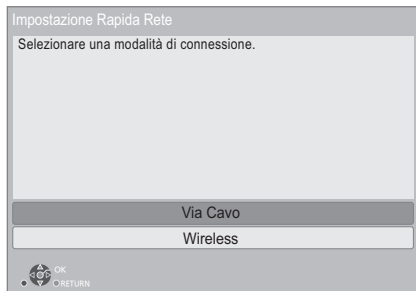 Impostazione Rapida Rete
Selezionare una modalità di connessione.
Via Cavo
Wireless
OK
RETURN